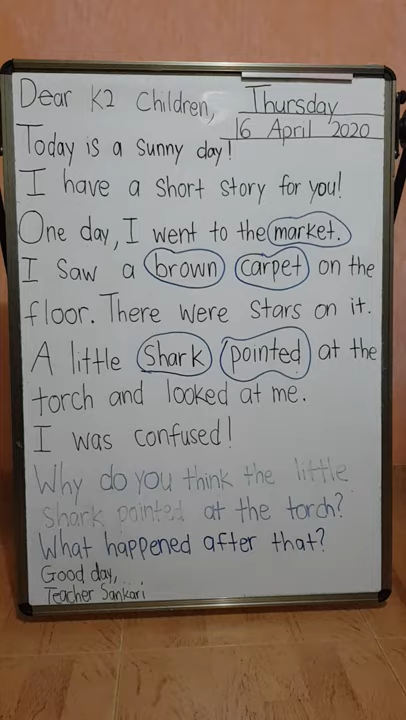 Dear K2 Children, Thursday
16 April 2020
Today is a sunny day!
I have a short story for you!
One day, I went to the market.
I saw a brown carpet on the
floor. There were stars on it.
A little shark pointed at the
torch and looked at me.
I was confused!
Why do you think the little
shark pointed at the torch?
What happened after that?
Good day,
Teacher Sankari